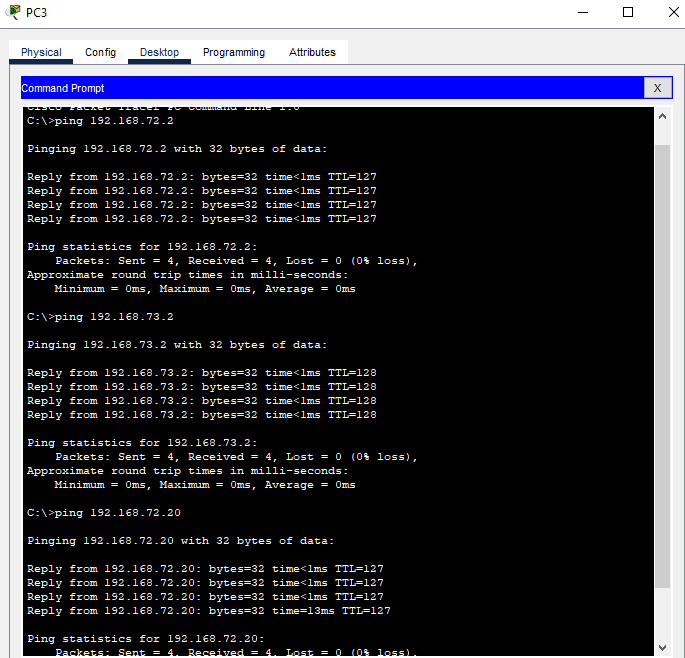 PC3
Physical Config Desktop Programming Attributes
Command Prompt X
Cisco Packet Tracer PC Command Line 1.0
C:\>ping 192.168.72.2
Pinging 192.168.72.2 with 32 bytes of data:
Reply from 192.168.72.2: bytes=32 time<1ms TTL=127
Reply from 192.168.72.2: bytes=32 time<1ms TTL=127
Reply from 192.168.72.2: bytes=32 time<1ms TTL=127
Reply from 192.168.72.2: bytes=32 time<1ms TTL=127
Ping statistics for 192.168.72.2:
Packets: Sent = 4, Received = 4, Lost = 0 (0% loss),
Approximate round trip times in milli-seconds:
Minimum = 0ms, Maximum = 0ms, Average = 0ms
C:\>ping 192.168.73.2
Pinging 192.168.73.2 with 32 bytes of data:
Reply from 192.168.73.2: bytes=32 time<1ms TTL=128
Reply from 192.168.73.2: bytes=32 time<1ms TTL=128
Reply from 192.168.73.2: bytes=32 time<1ms TTL=128
Reply from 192.168.73.2: bytes=32 time<1ms TTL=128
Ping statistics for 192.168.73.2:
Packets: Sent = 4, Received = 4, Lost = 0 (0% loss),
Approximate round trip times in milli-seconds:
Minimum = 0ms, Maximum = 0ms, Average = 0ms
C:\>ping 192.168.72.20
Pinging 192.168.72.20 with 32 bytes of data:
Reply from 192.168.72.20: bytes=32 time<1ms TTL=127
Reply from 192.168.72.20: bytes=32 time<1ms TTL=127
Reply from 192.168.72.20: bytes=32 time<1ms TTL=127
Reply from 192.168.72.20: bytes=32 time=13ms TTL=127
Ping statistics for 192.168.72.20:
Packets: Sent = 4, Received = 4, Lost = 0 (0% loss),